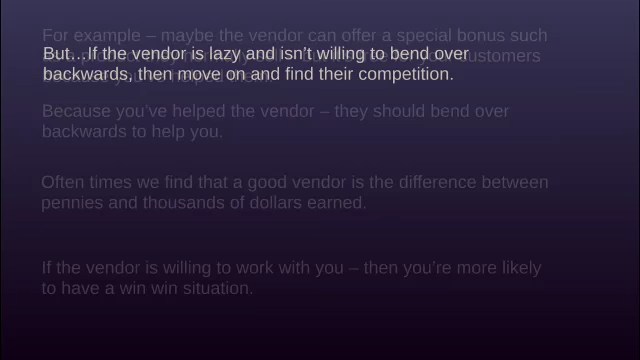 For example – maybe the vendor can offer a special bonus such
But…If the vendor is lazy and isn't willing to bend over
customers
backwards, then move on and find their competition.
Because you've helped the vendor – they should bend over
backwards to help you.
Often times we find that a good vendor is the difference between
pennies and thousands of dollars earned.
If the vendor is willing to work with you – then you're more likely
to have a win win situation.